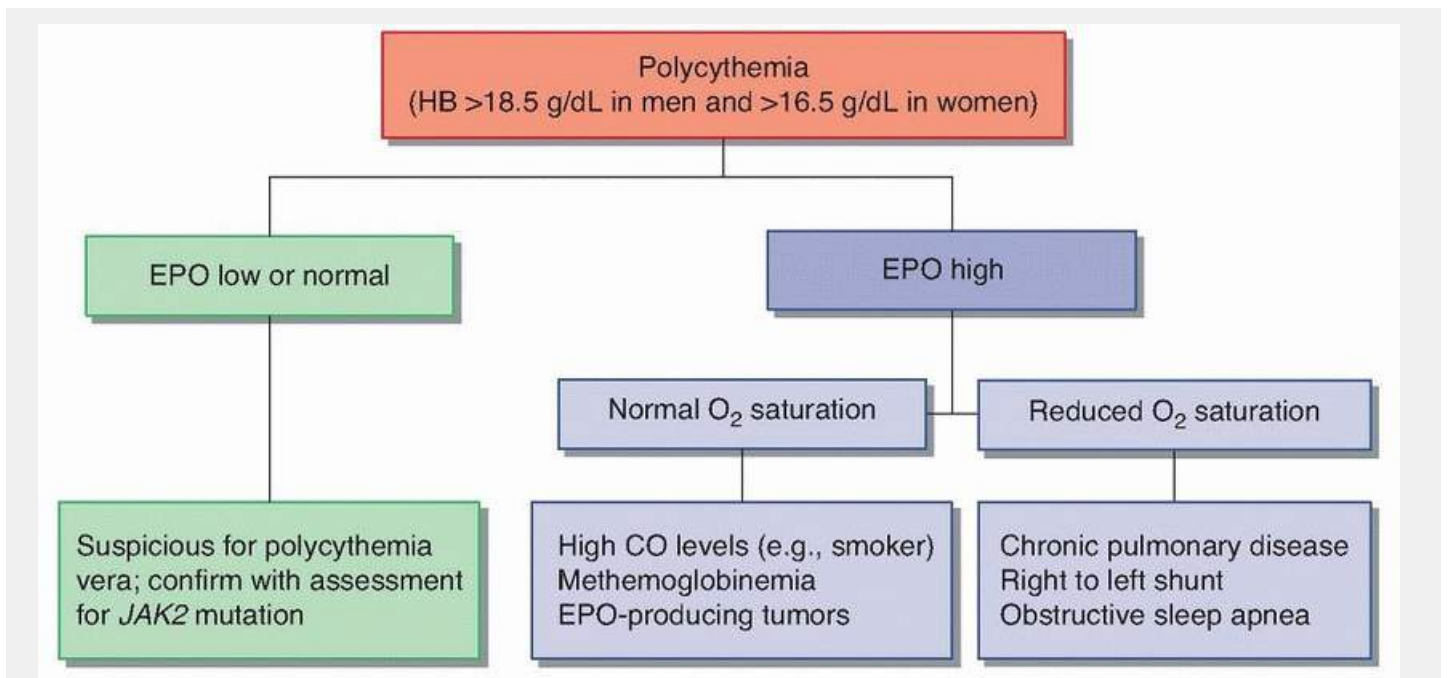 Polycythemia
(HB >18.5 g/dL in men and >16.5 g/dL in women)
EPO low or normal
EPO high
Normal O₂ saturation
Reduced O₂ saturation
Suspicious for polycythemia
vera; confirm with assessment
for JAK2 mutation
High CO levels (e.g., smoker)
Methemoglobinemia
EPO-producing tumors
Chronic pulmonary disease
Right to left shunt
Obstructive sleep apnea